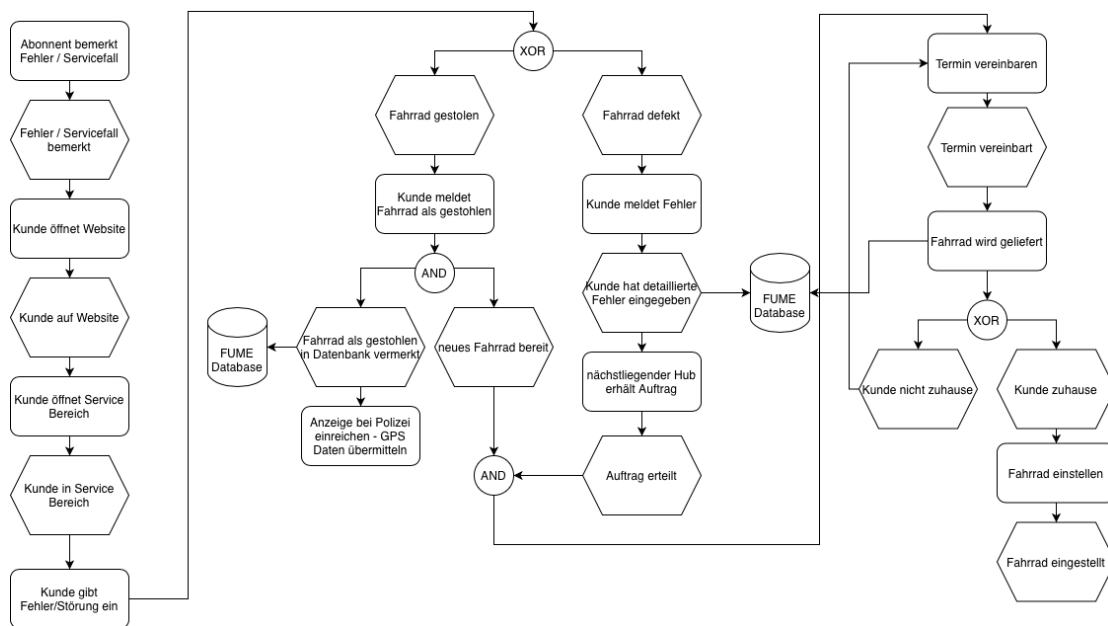 Abonnent bemerkt
Fehler / Servicefall
Fehler / Servicefall
bemerkt
Kunde öffnet Website
Kunde auf Website
Kunde öffnet Service
Bereich
Kunde in Service
Bereich
Kunde gibt
Fehler/Störung ein
XOR
Fahrrad gestolen
Kunde meldet
Fahrrad als gestohlen
AND
Fahrrad als gestohlen
in Datenbank vermerkt
FUME
Database
Anzeige bei Polizei
einreichen - GPS
Daten übermitteln
neues Fahrrad bereit
Fahrrad defekt
Kunde meldet Fehler
Kunde hat detaillierte
Fehler eingegeben
FUME
Database
nächstliegender Hub
erhält Auftrag
Auftrag erteilt
AND
Termin vereinbaren
Termin vereinbart
Fahrrad wird geliefert
XOR
Kunde nicht zuhause
Kunde zuhause
Fahrrad einstellen
Fahrrad eingestellt